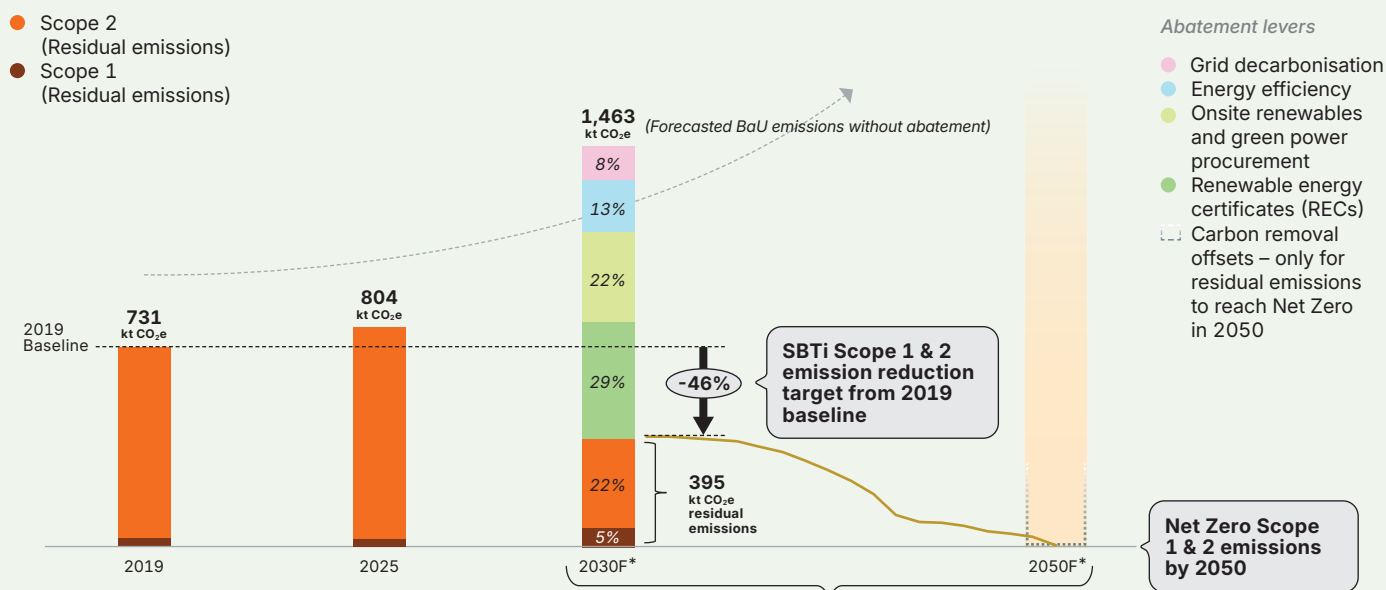 Scope 2
(Residual emissions)
Scope 1
(Residual emissions)
Abatement levers
Grid decarbonisation
Energy efficiency
Onsite renewables
and green power
procurement
Renewable energy
certificates (RECs)
Carbon removal
offsets – only for
residual emissions
to reach Net Zero
in 2050
1,463
kt CO₂e
(Forecasted BaU emissions without abatement)
8%
13%
22%
29%
22%
5%
804
kt CO₂e
731
kt CO₂e
2019
Baseline
-46%
SBTi Scope 1 & 2
emission reduction
target from 2019
baseline
395
kt CO₂e
residual
emissions
Net Zero Scope
1 & 2 emissions
by 2050
2019
2025
2030F*
2050F*